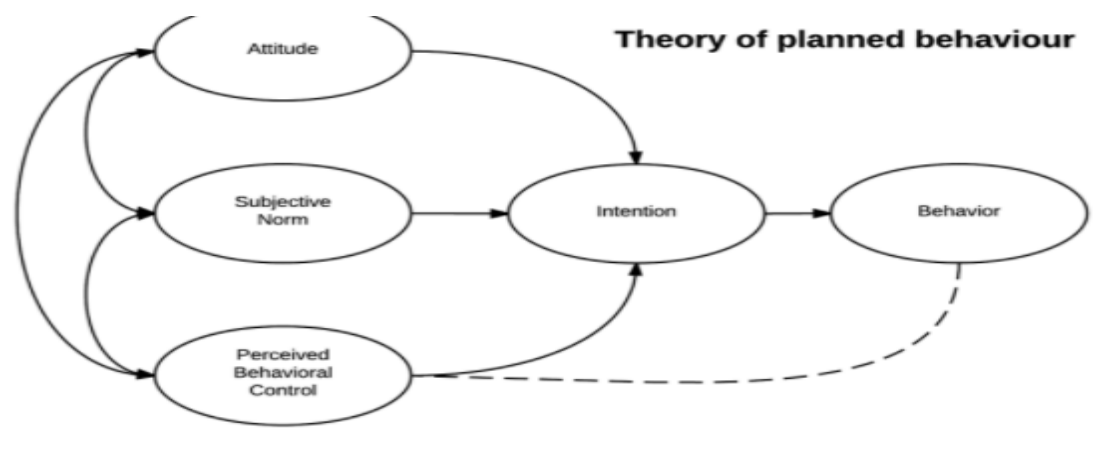 Theory of planned behaviour
Attitude
Subjective
Norm
Intention
Behavior
Perceived
Behavioral
Control